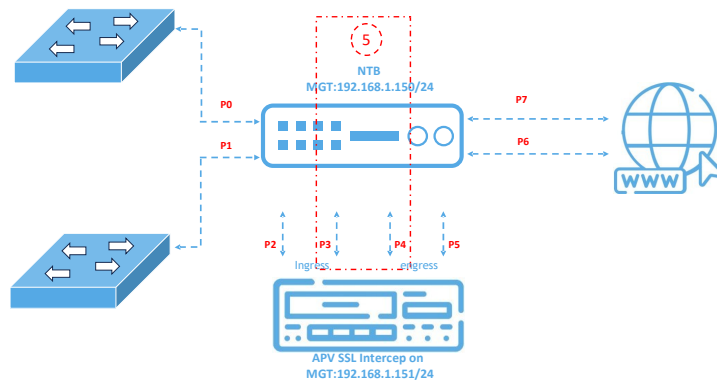 5
NTB
MGT:192.168.1.150/24
P0
P7
P1
P6
WWW
P2
P3
P4
P5
Ingress
engress
APV SSL Intercep on
MGT:192.168.1.151/24